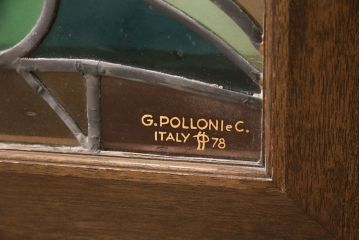 G. POLLONI e C.
ITALY 78